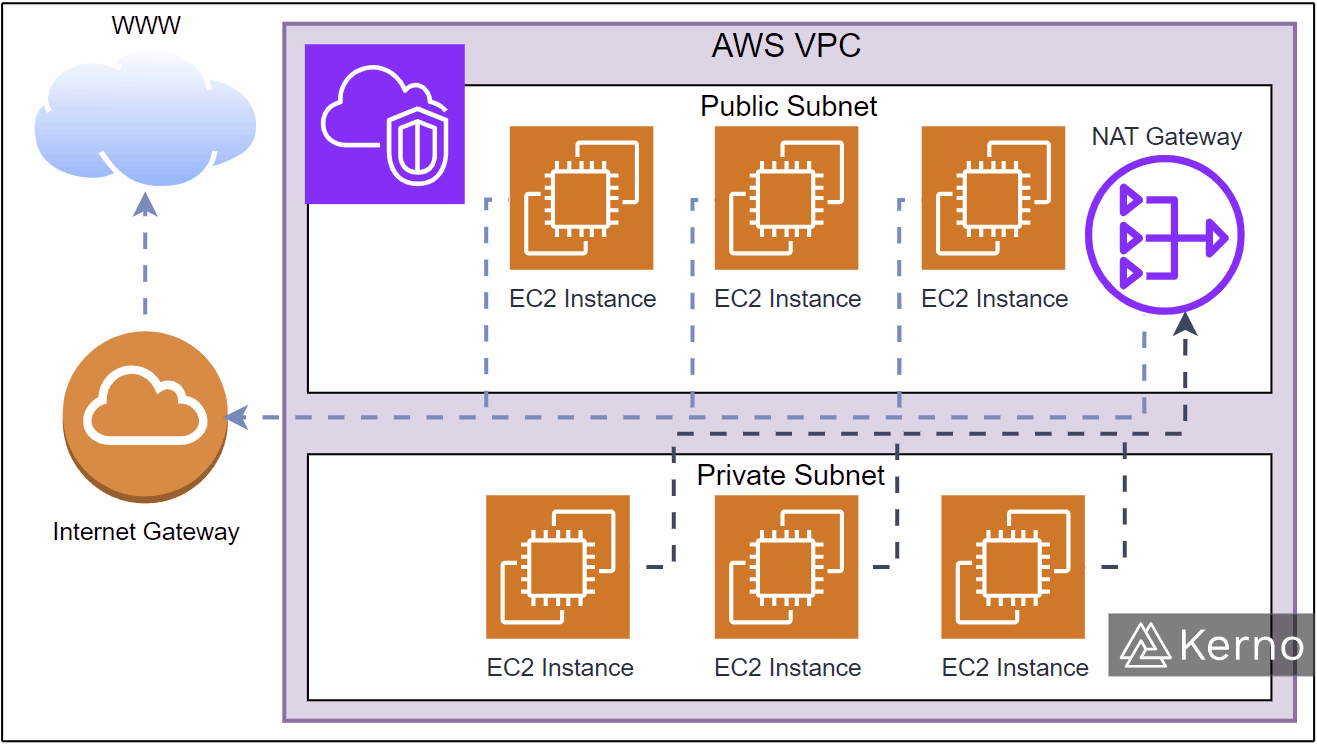 WWW
AWS VPC
Public Subnet
NAT Gateway
EC2 Instance
EC2 Instance
EC2 Instance
Internet Gateway
Private Subnet
EC2 Instance
EC2 Instance
EC2 Instance
Kerno